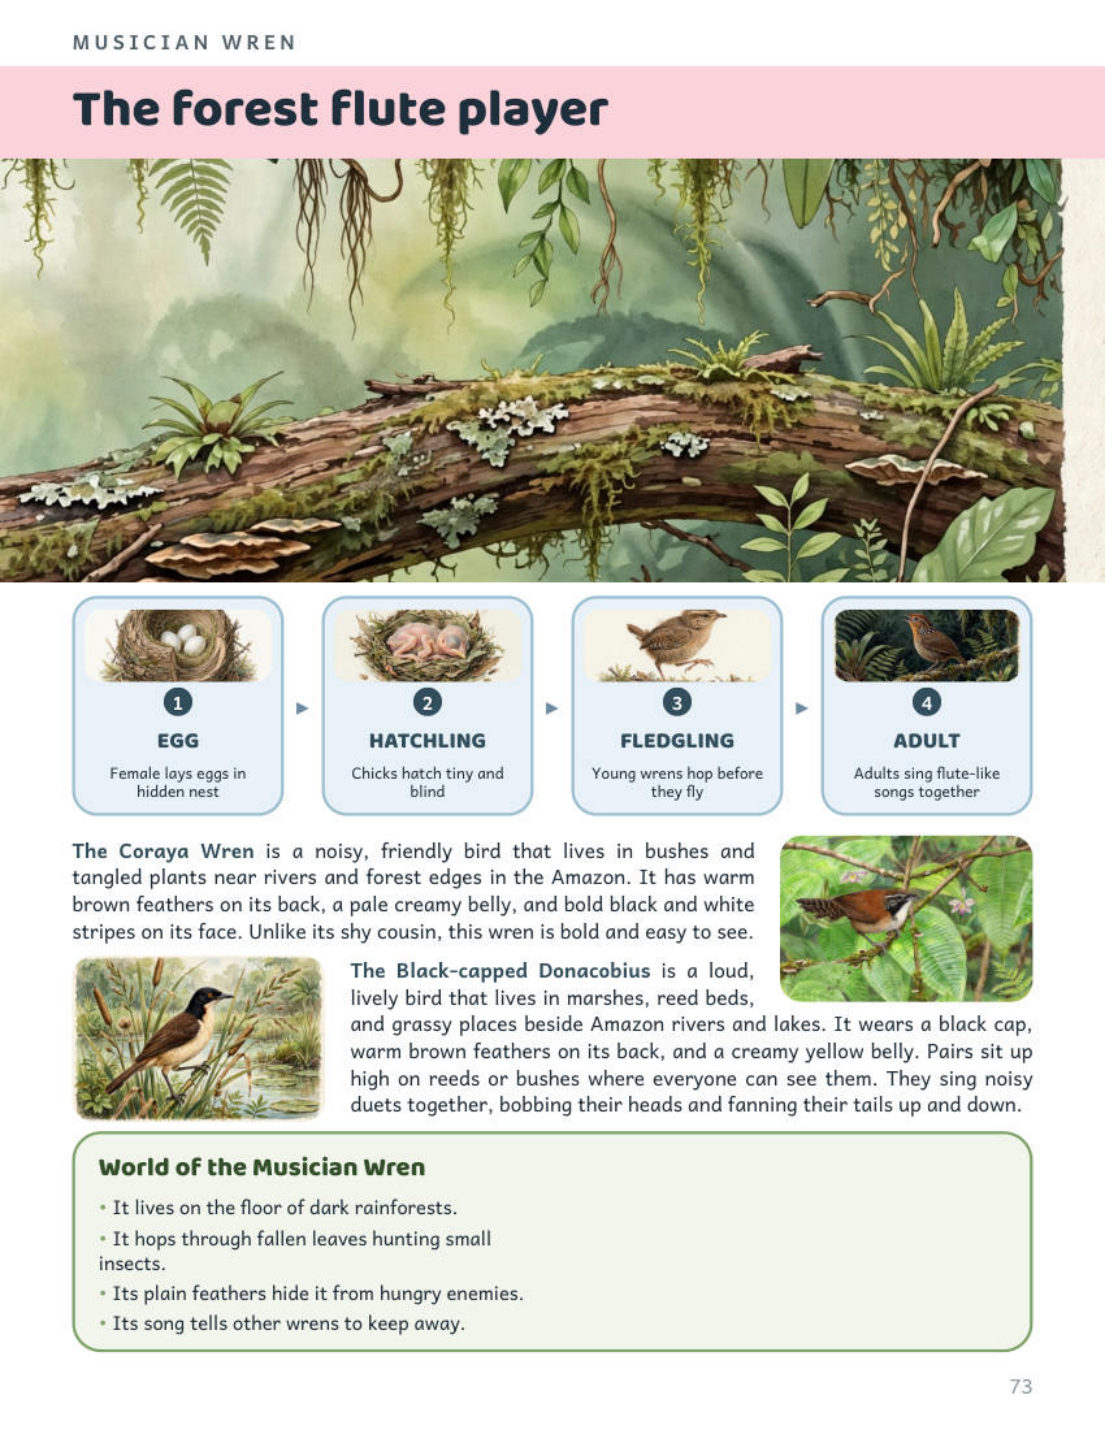 MUSICIAN WREN
The forest flute player
1
EGG
Female lays eggs in
hidden nest
2
HATCHLING
Chicks hatch tiny and
blind
3
FLEDGLING
Young wrens hop before
they fly
4
ADULT
Adults sing flute-like
songs together
The Coraya Wren is a noisy, friendly bird that lives in bushes and
tangled plants near rivers and forest edges in the Amazon. It has warm
brown feathers on its back, a pale creamy belly, and bold black and white
stripes on its face. Unlike its shy cousin, this wren is bold and easy to see.
The Black-capped Donacobius is a loud,
lively bird that lives in marshes, reed beds,
and grassy places beside Amazon rivers and lakes. It wears a black cap,
warm brown feathers on its back, and a creamy yellow belly. Pairs sit up
high on reeds or bushes where everyone can see them. They sing noisy
duets together, bobbing their heads and fanning their tails up and down.
World of the Musician Wren
• It lives on the floor of dark rainforests.
• It hops through fallen leaves hunting small
insects.
• Its plain feathers hide it from hungry enemies.
• Its song tells other wrens to keep away.
73